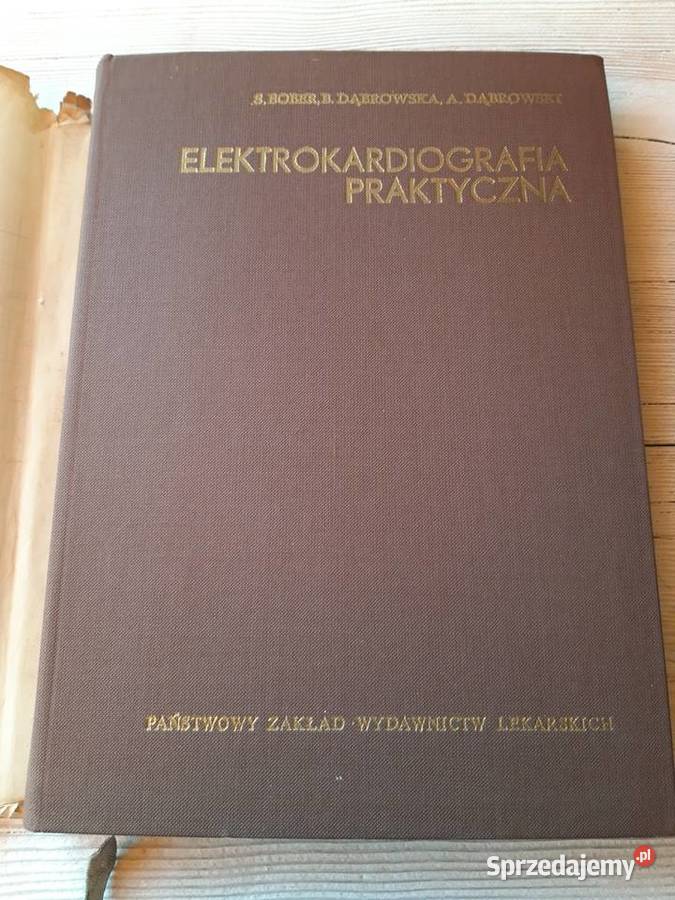 S. BOBER, B. DĄBROWSKA, A. DĄBROWSKI
ELEKTROKARDIOGRAFIA
PRAKTYCZNA
PAŃSTWOWY ZAKŁAD · WYDAWNICTW LEKARSKICH
Sprzedajemy.pl